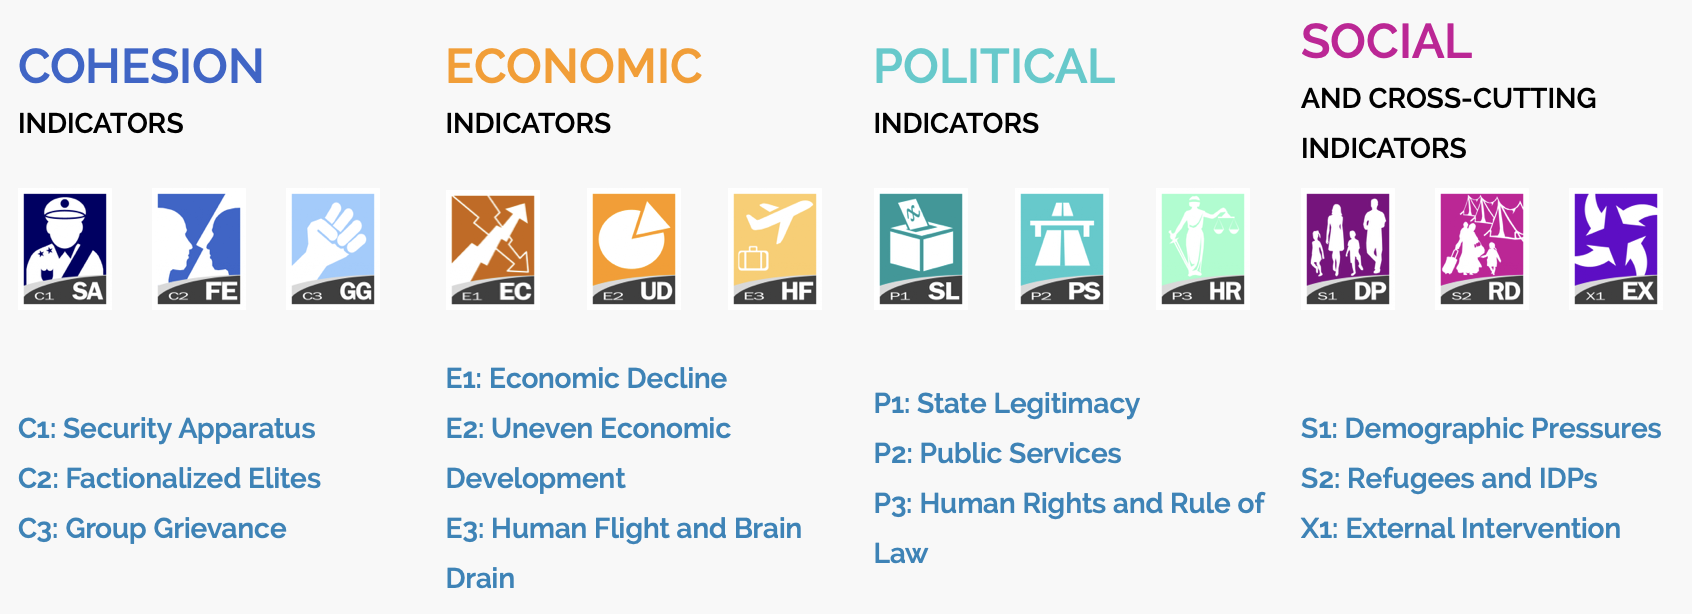 COHESION
INDICATORS
C1 SA
C2 FE
C3 GG
C1: Security Apparatus
C2: Factionalized Elites
C3: Group Grievance
ECONOMIC
INDICATORS
E1 EC
E2 UD
E3 HF
E1: Economic Decline
E2: Uneven Economic
Development
E3: Human Flight and Brain
Drain
POLITICAL
INDICATORS
P1 SL
P2 PS
P3 HR
P1: State Legitimacy
P2: Public Services
P3: Human Rights and Rule of
Law
SOCIAL
AND CROSS-CUTTING
INDICATORS
S1 DP
S2 RD
X1 EX
S1: Demographic Pressures
S2: Refugees and IDPs
X1: External Intervention